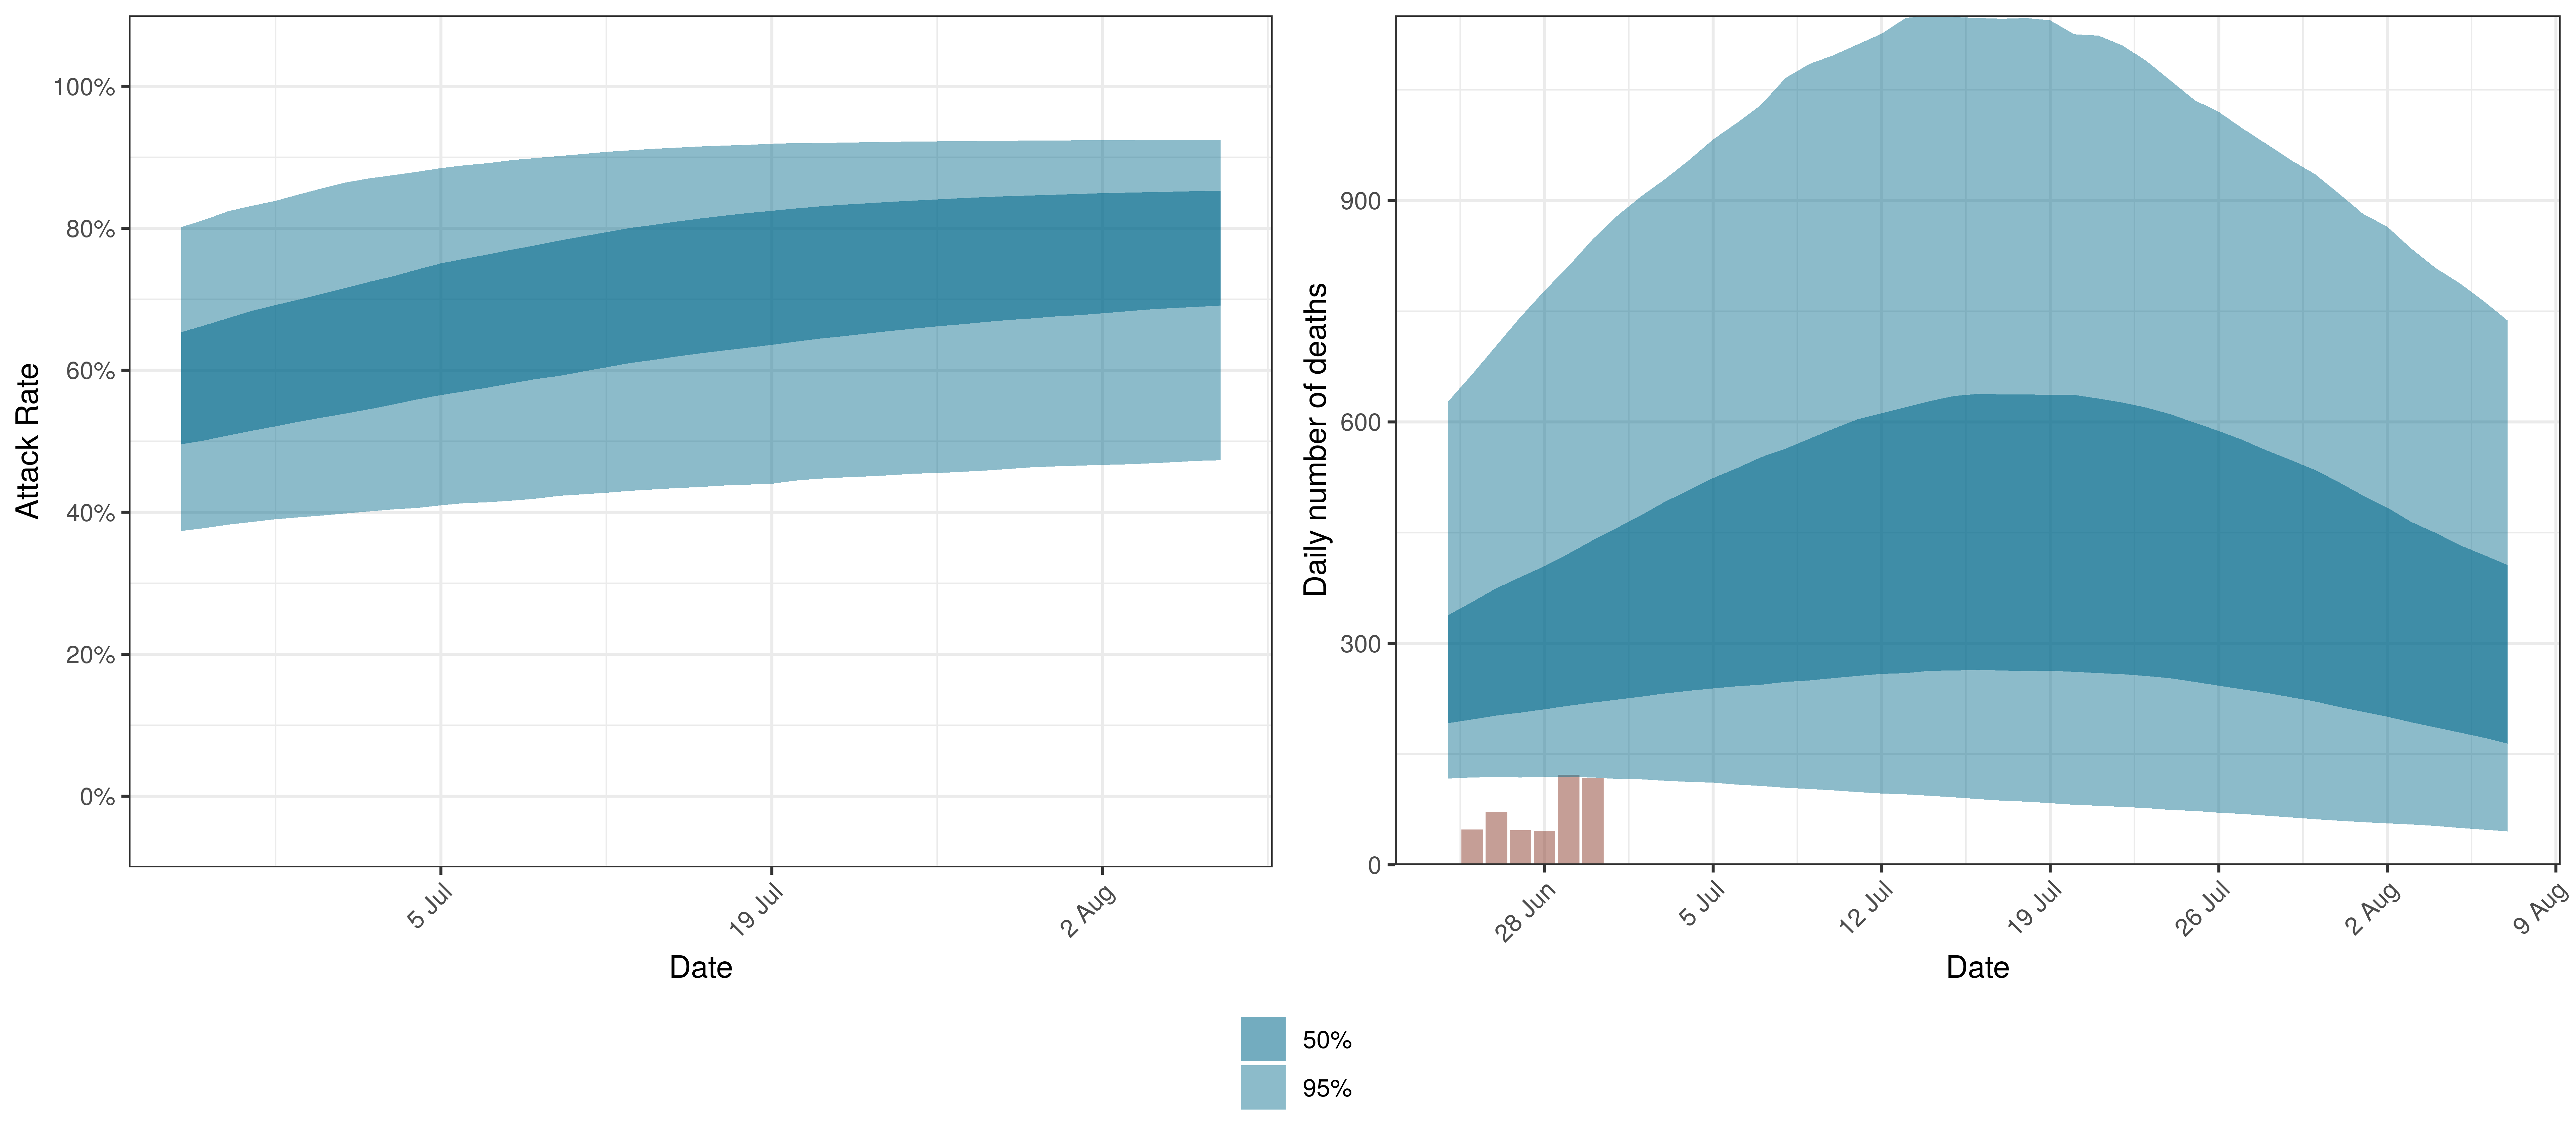 Attack Rate
100%
80%
60%
40%
20%
0%
5 Jul
19 Jul
2 Aug
Date
Daily number of deaths
900
600
300
0
28 Jun
5 Jul
12 Jul
19 Jul
26 Jul
2 Aug
9 Aug
Date
50%
95%